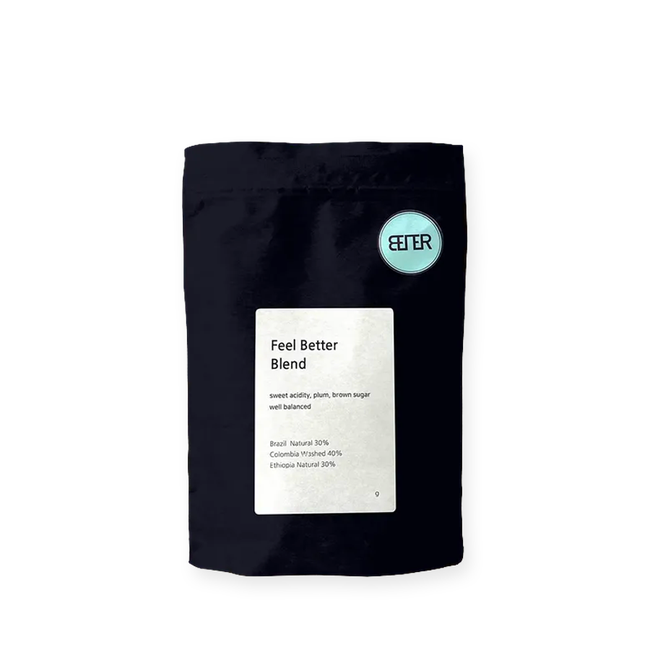 BETTER
Feel Better
Blend
sweet acidity, plum, brown sugar
well balanced
Brazil Natural 30%
Colombia Washed 40%
Ethiopia Natural 30%
g